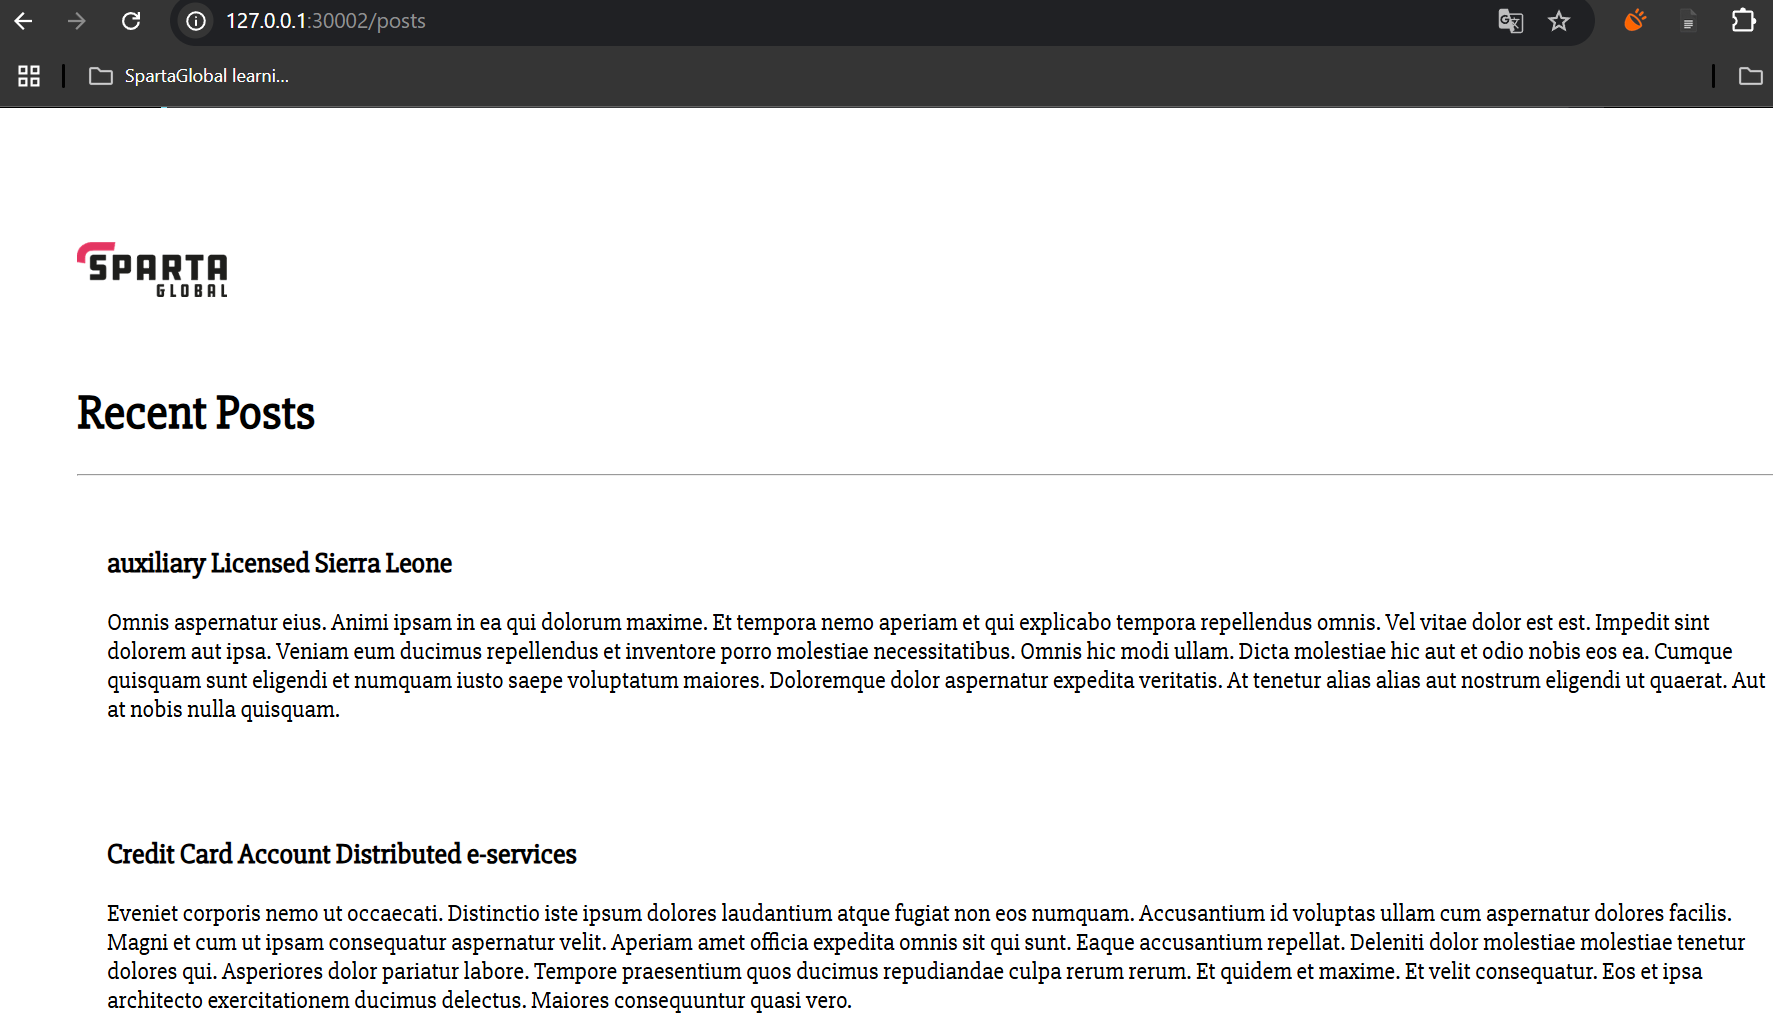 127.0.0.1:30002/posts
SpartaGlobal learni...
SPARTA
GLOBAL
Recent Posts
auxiliary Licensed Sierra Leone
Omnis aspernatur eius. Animi ipsam in ea qui dolorum maxime. Et tempora nemo aperiam et qui explicabo tempora repellendus omnis. Vel vitae dolor est est. Impedit sint
dolorem aut ipsa. Veniam eum ducimus repellendus et inventore porro molestiae necessitatibus. Omnis hic modi ullam. Dicta molestiae hic aut et odio nobis eos ea. Cumque
quisquam sunt eligendi et numquam iusto saepe voluptatum maiores. Doloremque dolor aspernatur expedita veritatis. At tenetur alias alias aut nostrum eligendi ut quaerat. Aut
at nobis nulla quisquam.
Credit Card Account Distributed e-services
Eveniet corporis nemo ut occaecati. Distinctio iste ipsum dolores laudantium atque fugiat non eos numquam. Accusantium id voluptas ullam cum aspernatur dolores facilis.
Magni et cum ut ipsam consequatur aspernatur velit. Aperiam amet officia expedita omnis sit qui sunt. Eaque accusantium repellat. Deleniti dolor molestiae molestiae tenetur
dolores qui. Asperiores dolor pariatur labore. Tempore praesentium quos ducimus repudiandae culpa rerum rerum. Et quidem et maxime. Et velit consequatur. Eos et ipsa
architecto exercitationem ducimus delectus. Maiores consequuntur quasi vero.